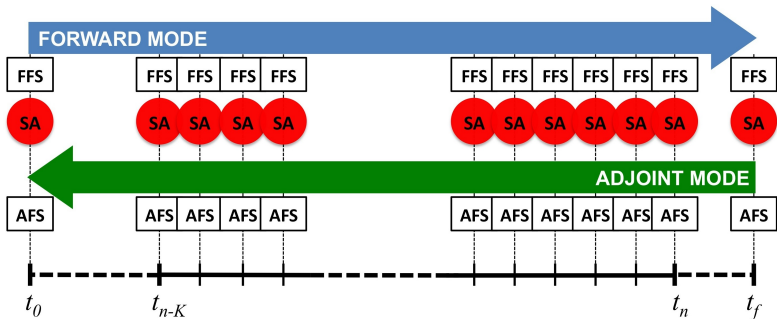 FORWARD MODE
FFS FFS FFS FFS FFS FFS FFS FFS FFS FFS FFS FFS
SA SA SA SA SA SA SA SA SA SA SA SA
ADJOINT MODE
AFS AFS AFS AFS AFS AFS AFS AFS AFS AFS AFS AFS
t0 tn-K tn tf